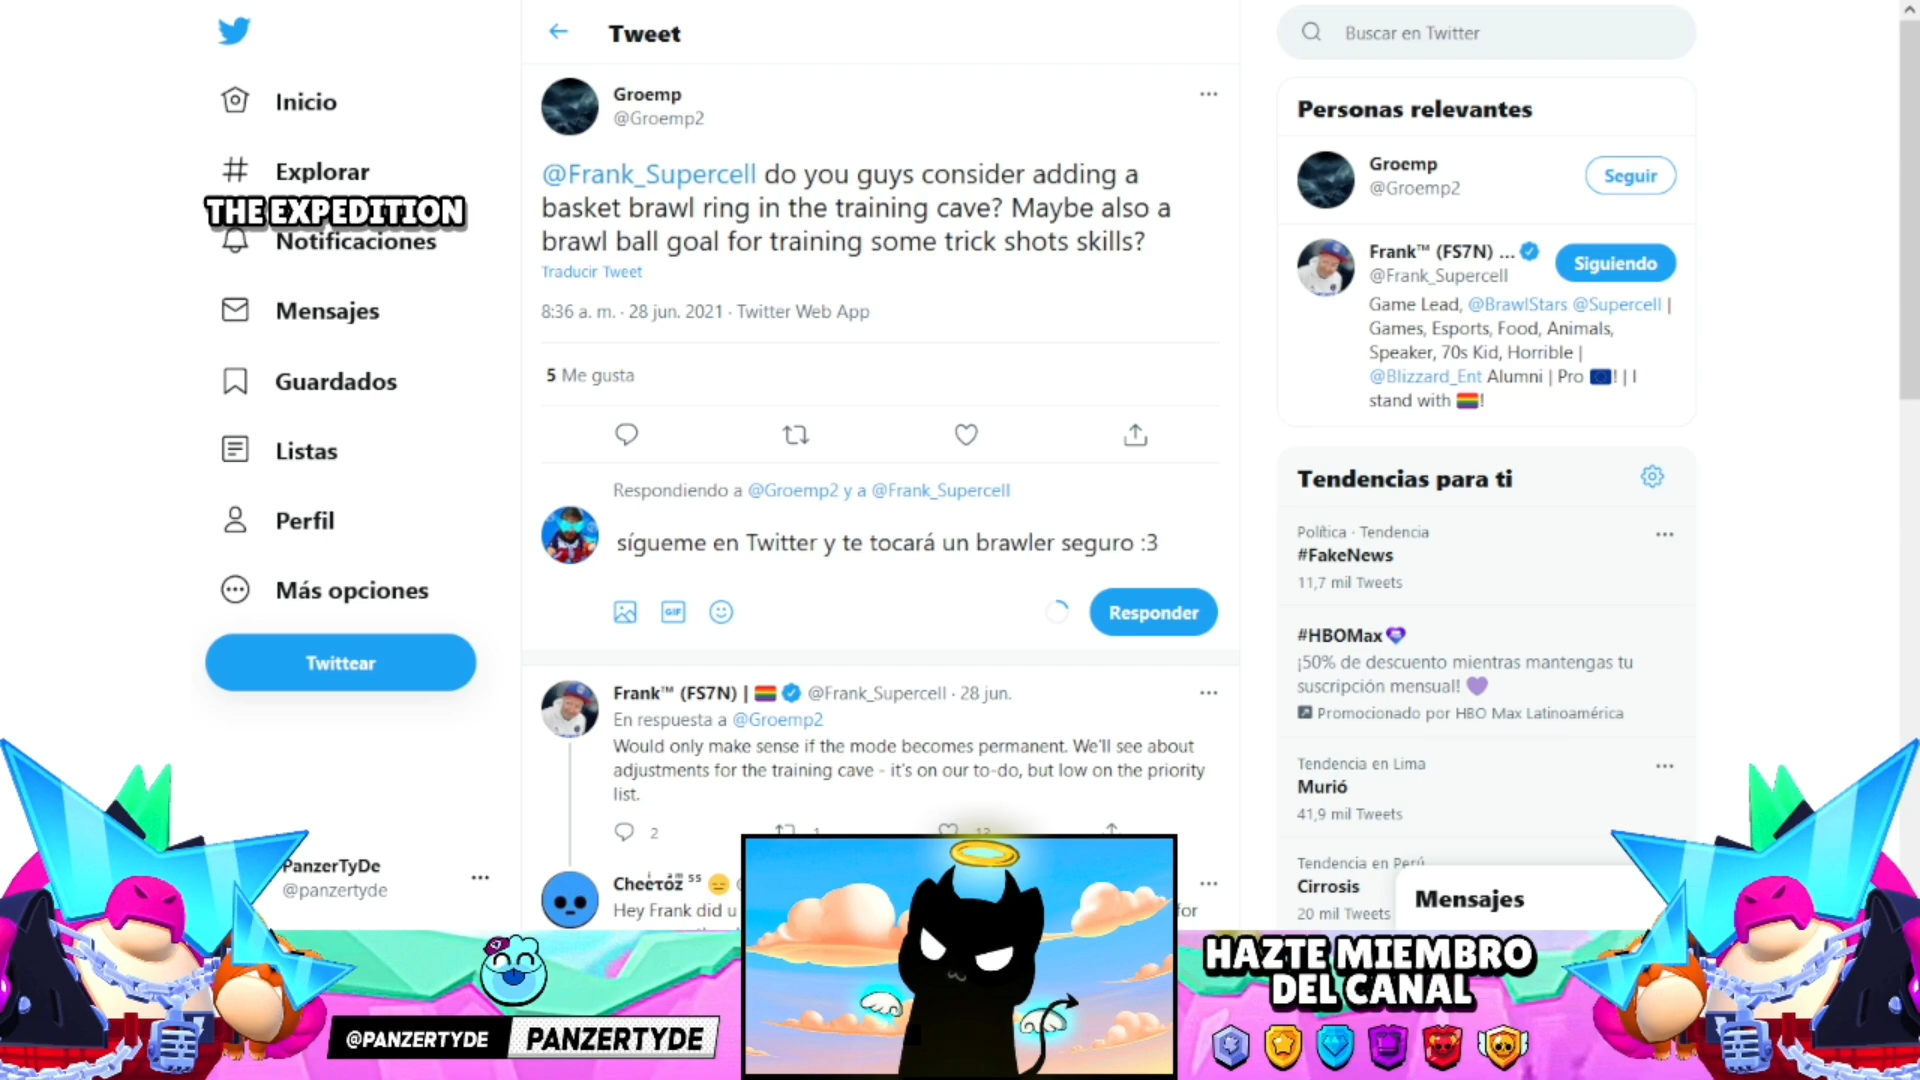 Inicio
Explorar
THE EXPEDITION
Notificaciones
Mensajes
Guardados
Listas
Perfil
Más opciones
Twittear
PanzerTyDe
@panzertyde
Tweet
Groemp
@Groemp2
@Frank_Supercell do you guys consider adding a
basket brawl ring in the training cave? Maybe also a
brawl ball goal for training some trick shots skills?
Traducir Tweet
8:36 a. m. · 28 jun. 2021 · Twitter Web App
5 Me gusta
Respondiendo a @Groemp2 y a @Frank_Supercell
sígueme en Twitter y te tocará un brawler seguro :3
GIF
Responder
Frank™ (FS7N) | @Frank_Supercell · 28 jun.
En respuesta a @Groemp2
Would only make sense if the mode becomes permanent. We'll see about
adjustments for the training cave - it's on our to-do, but low on the priority
list.
2 1 13
Hey Frank did u
for
Buscar en Twitter
Personas relevantes
Groemp
@Groemp2
Seguir
Frank™ (FS7N) ...
@Frank_Supercell
Siguiendo
Game Lead, @BrawlStars @Supercell |
Games, Esports, Food, Animals,
Speaker, 70s Kid, Horrible |
@Blizzard_Ent Alumni | Pro ! | I
stand with !
Tendencias para ti
Política · Tendencia
#FakeNews
11,7 mil Tweets
#HBOMax
¡50% de descuento mientras mantengas tu
suscripción mensual! 💜
Promocionado por HBO Max Latinoamérica
Tendencia en Lima
Murió
41,9 mil Tweets
Tendencia en Perú
Cirrosis
20 mil Tweets
Mensajes
@PANZERTYDE PANZERTYDE
HAZTE MIEMBRO
DEL CANAL